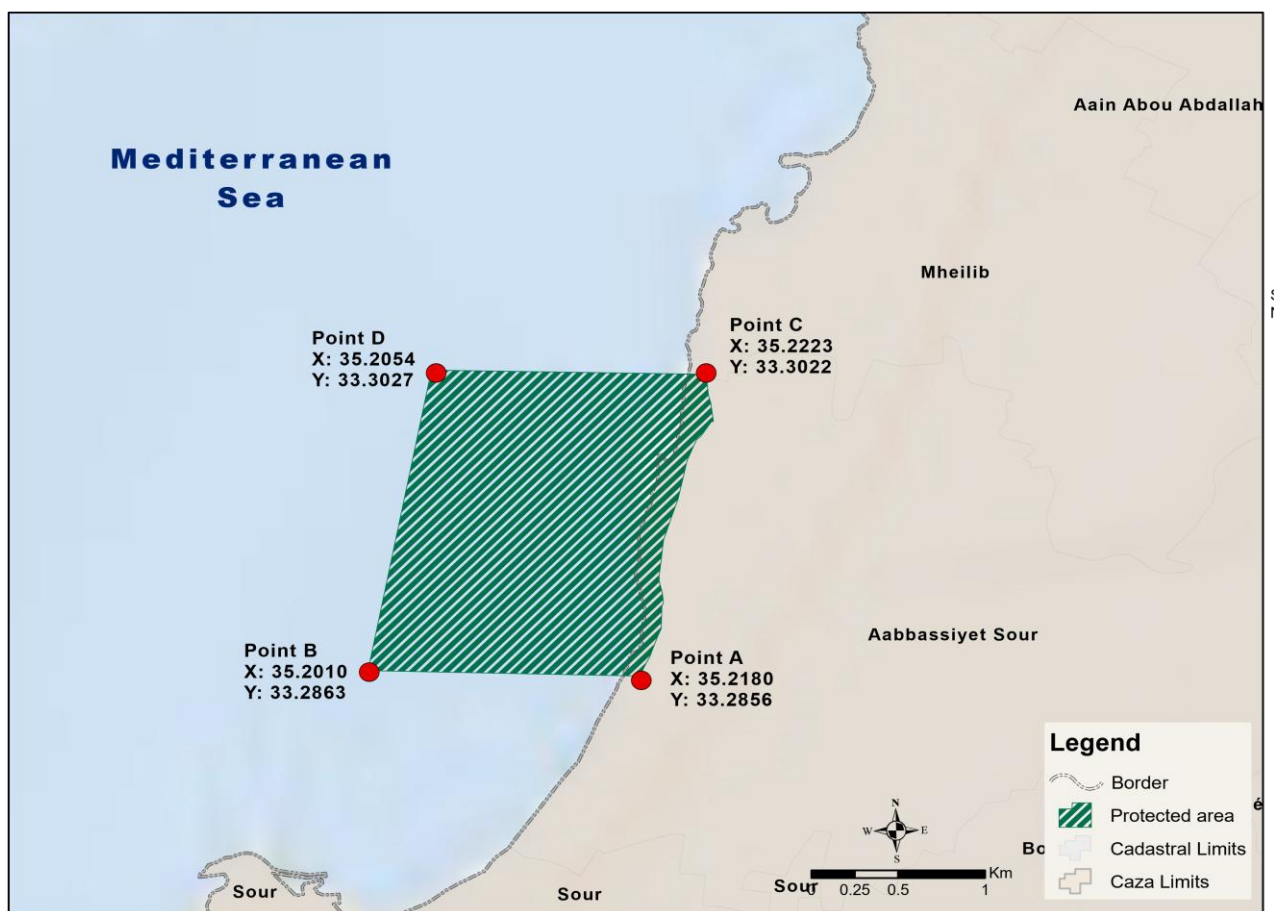 Aain Abou Abdallah
Mediterranean
Sea
Mheilib
Point D
X: 35.2054
Y: 33.3027
Point C
X: 35.2223
Y: 33.3022
Aabbassiyet Sour
Point B
X: 35.2010
Y: 33.2863
Point A
X: 35.2180
Y: 33.2856
Legend
Border
Protected area
Cadastral Limits
Caza Limits
N
W
E
S
Km
0 0.25 0.5 1
Sour
Sour
Sour